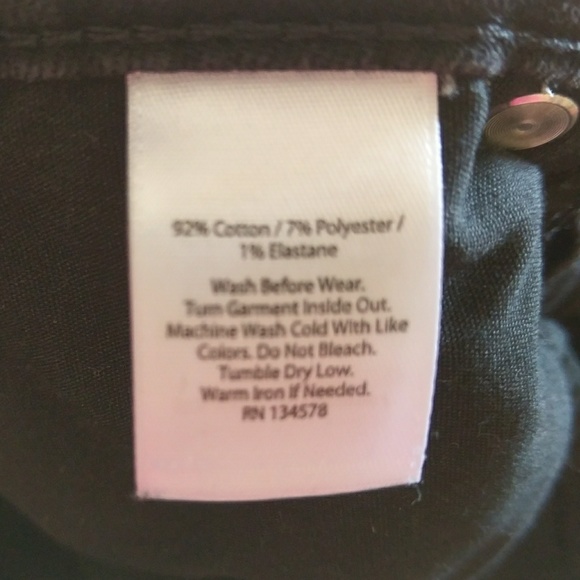 92% Cotton / 7% Polyester /
1% Elastane
Wash Before Wear.
Turn Garment Inside Out.
Machine Wash Cold With Like
Colors. Do Not Bleach.
Tumble Dry Low.
Warm Iron If Needed.
RN 134578